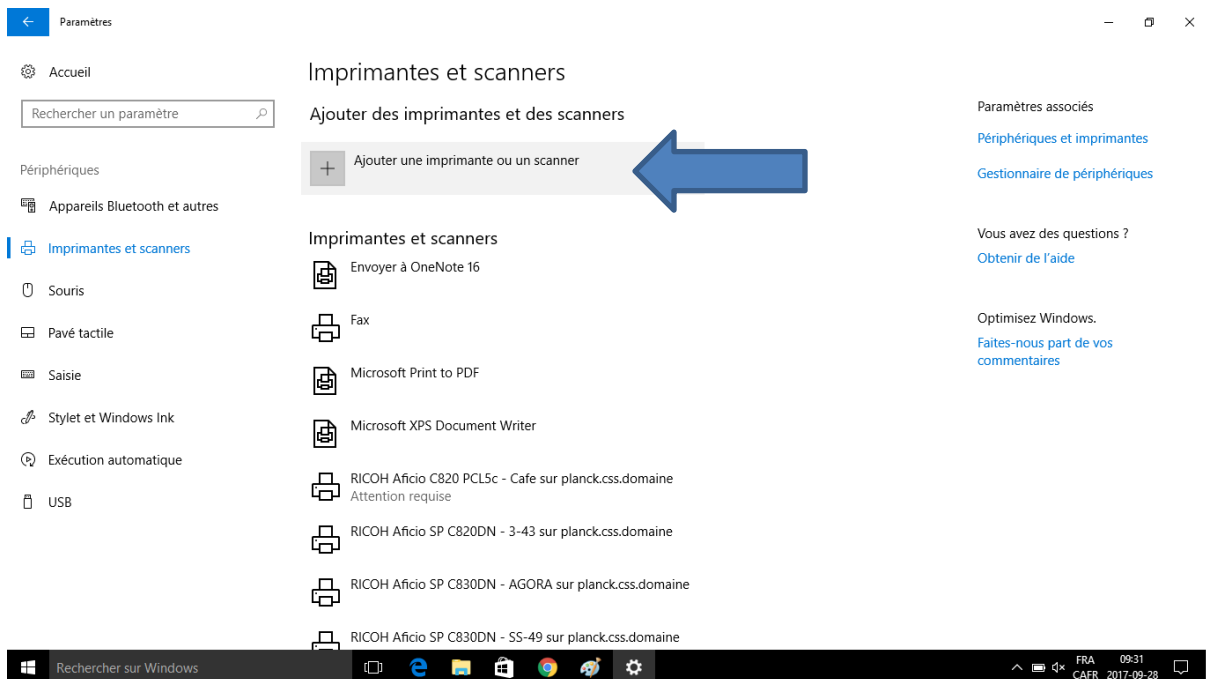 Paramètres
Accueil
Rechercher un paramètre
Périphériques
Appareils Bluetooth et autres
Imprimantes et scanners
Souris
Pavé tactile
Saisie
Stylet et Windows Ink
Exécution automatique
USB
Imprimantes et scanners
Ajouter des imprimantes et des scanners
Ajouter une imprimante ou un scanner
Imprimantes et scanners
Envoyer à OneNote 16
Fax
Microsoft Print to PDF
Microsoft XPS Document Writer
RICOH Aficio C820 PCL5c - Cafe sur planck.css.domaine
Attention requise
RICOH Aficio SP C820DN - 3-43 sur planck.css.domaine
RICOH Aficio SP C830DN - AGORA sur planck.css.domaine
RICOH Aficio SP C830DN - SS-49 sur planck.css.domaine
Paramètres associés
Périphériques et imprimantes
Gestionnaire de périphériques
Vous avez des questions ?
Obtenir de l'aide
Optimisez Windows.
Faites-nous part de vos
commentaires
Rechercher sur Windows
FRA 09:31
CAFR 2017-09-28